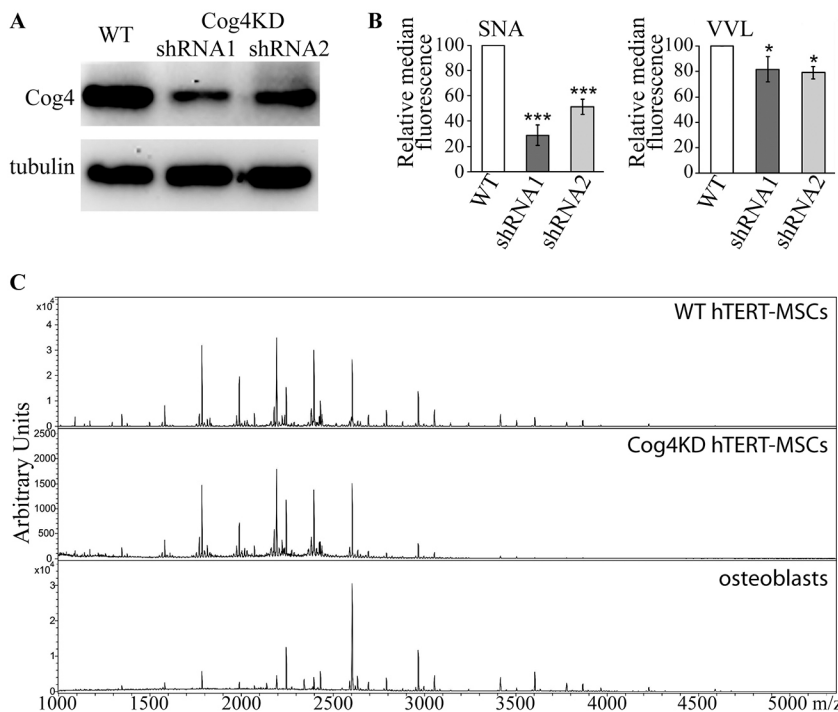 A
WT
Cog4KD
shRNA1 shRNA2
Cog4
tubulin
B
SNA
Relative median
fluorescence
100
80
60
40
20
0
***
***
WT
shRNA1
shRNA2
VVL
Relative median
fluorescence
100
80
60
40
20
0
*
*
WT
shRNA1
shRNA2
C
Arbitrary Units
x10⁴
4
3
2
1
0
WT hTERT-MSCs
2500
2000
1500
1000
500
0
Cog4KD hTERT-MSCs
x10⁴
3
2
1
0
osteoblasts
1000 1500 2000 2500 3000 3500 4000 4500 5000 m/z